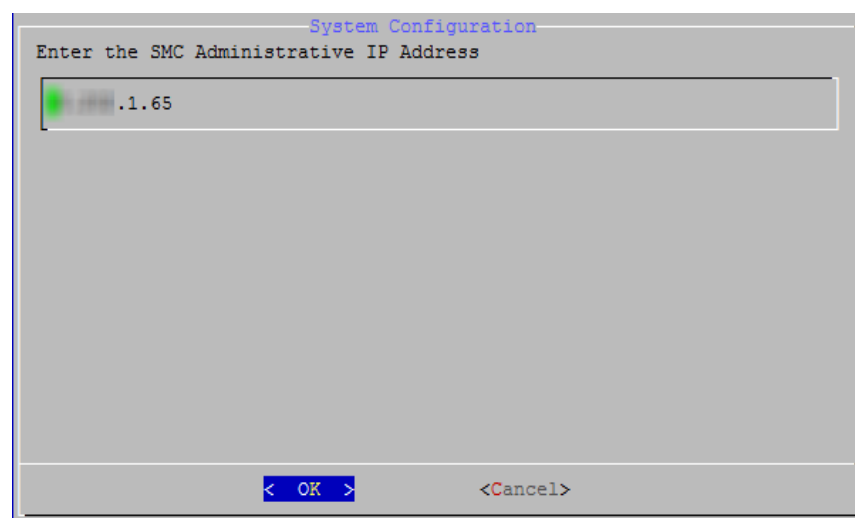 System Configuration
Enter the SMC Administrative IP Address
.1.65
< OK > <Cancel>